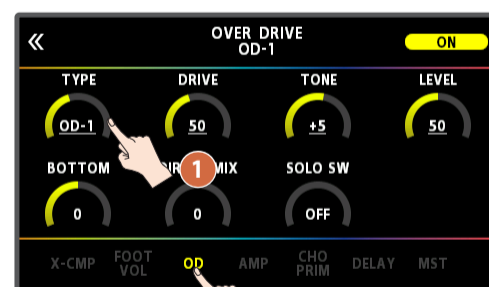 OVER DRIVE
OD-1
ON
TYPE DRIVE TONE LEVEL
OD-1 50 +5 50
BOTTOM MIX SOLO SW
1
0 0 OFF
X-CMP FOOT VOL OD AMP CHO PRIM DELAY MST